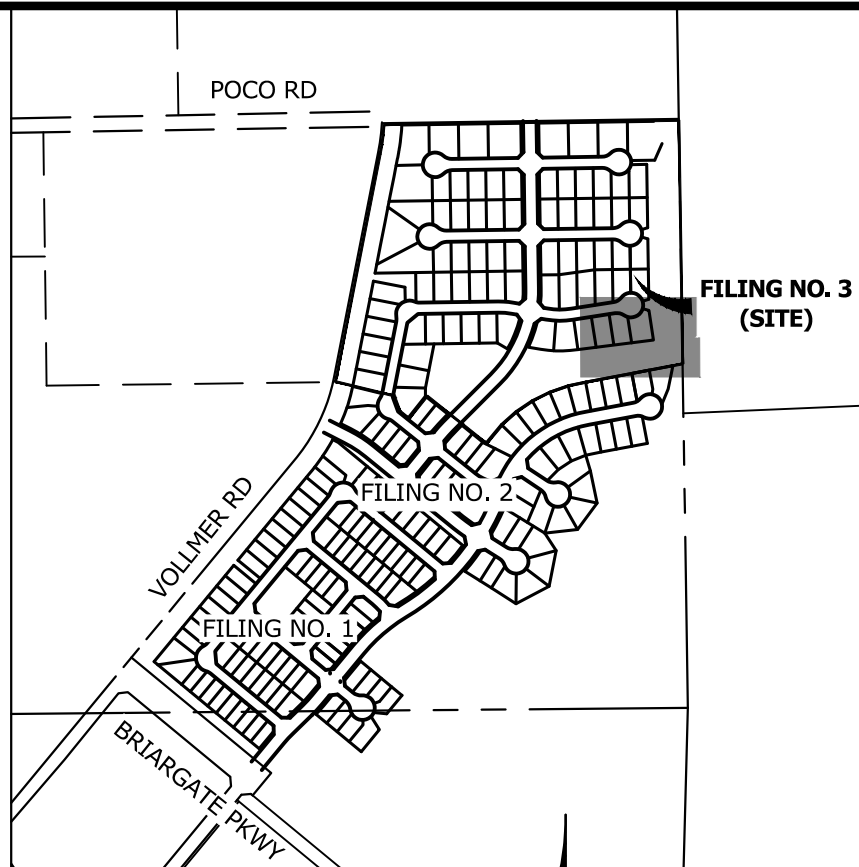 POCO RD
FILING NO. 3
(SITE)
FILING NO. 2
VOLLMER RD
FILING NO. 1
BRIARGATE PKWY